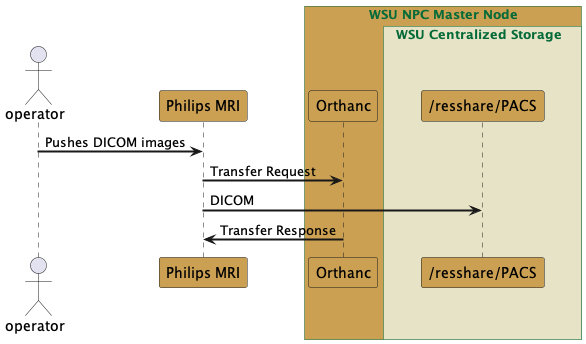 WSU NPC Master Node
WSU Centralized Storage
operator
Philips MRI
Orthanc
/resshare/PACS
Pushes DICOM images
Transfer Request
DICOM
Transfer Response
operator
Philips MRI
Orthanc
/resshare/PACS